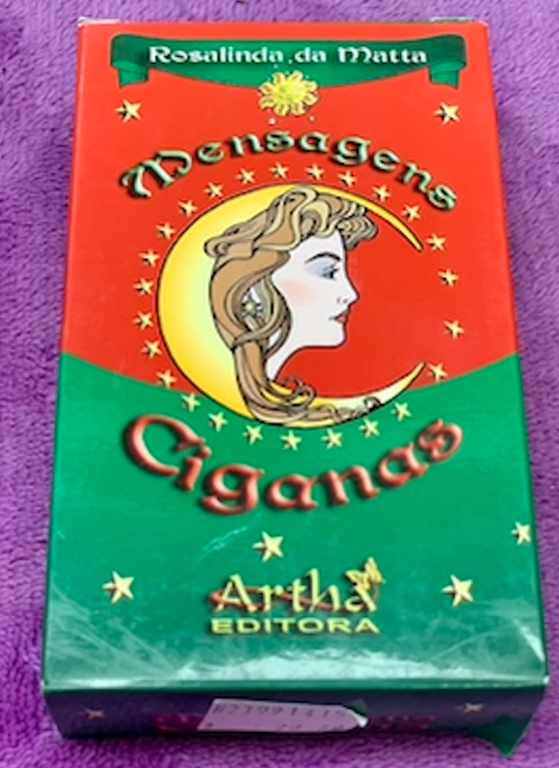 Rosalinda da Matta
Mensagens
Ciganas
Artha
EDITORA